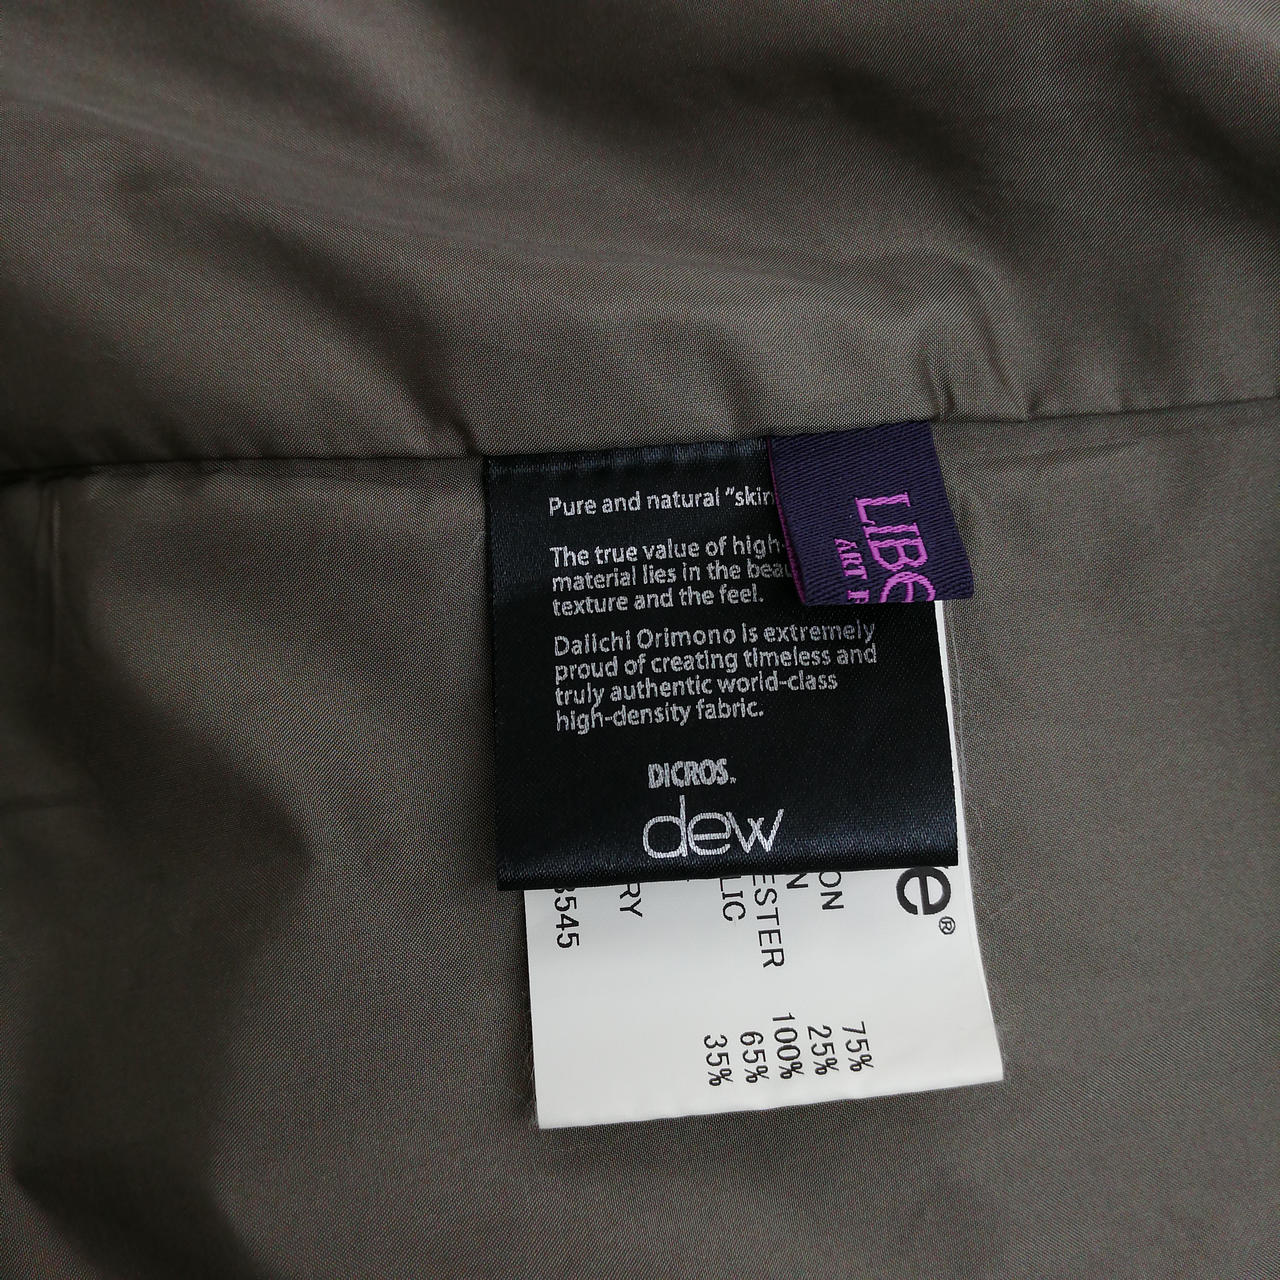 Pure and natural "skin
The true value of high-
material lies in the beau
texture and the feel.
Daiichi Orimono is extremely
proud of creating timeless and
truly authentic world-class
high-density fabric.
DICROS
dew
LIBE
ART F
e®
ON 75%
N 25%
ESTER 100%
LIC 65%
35%
RY
3545